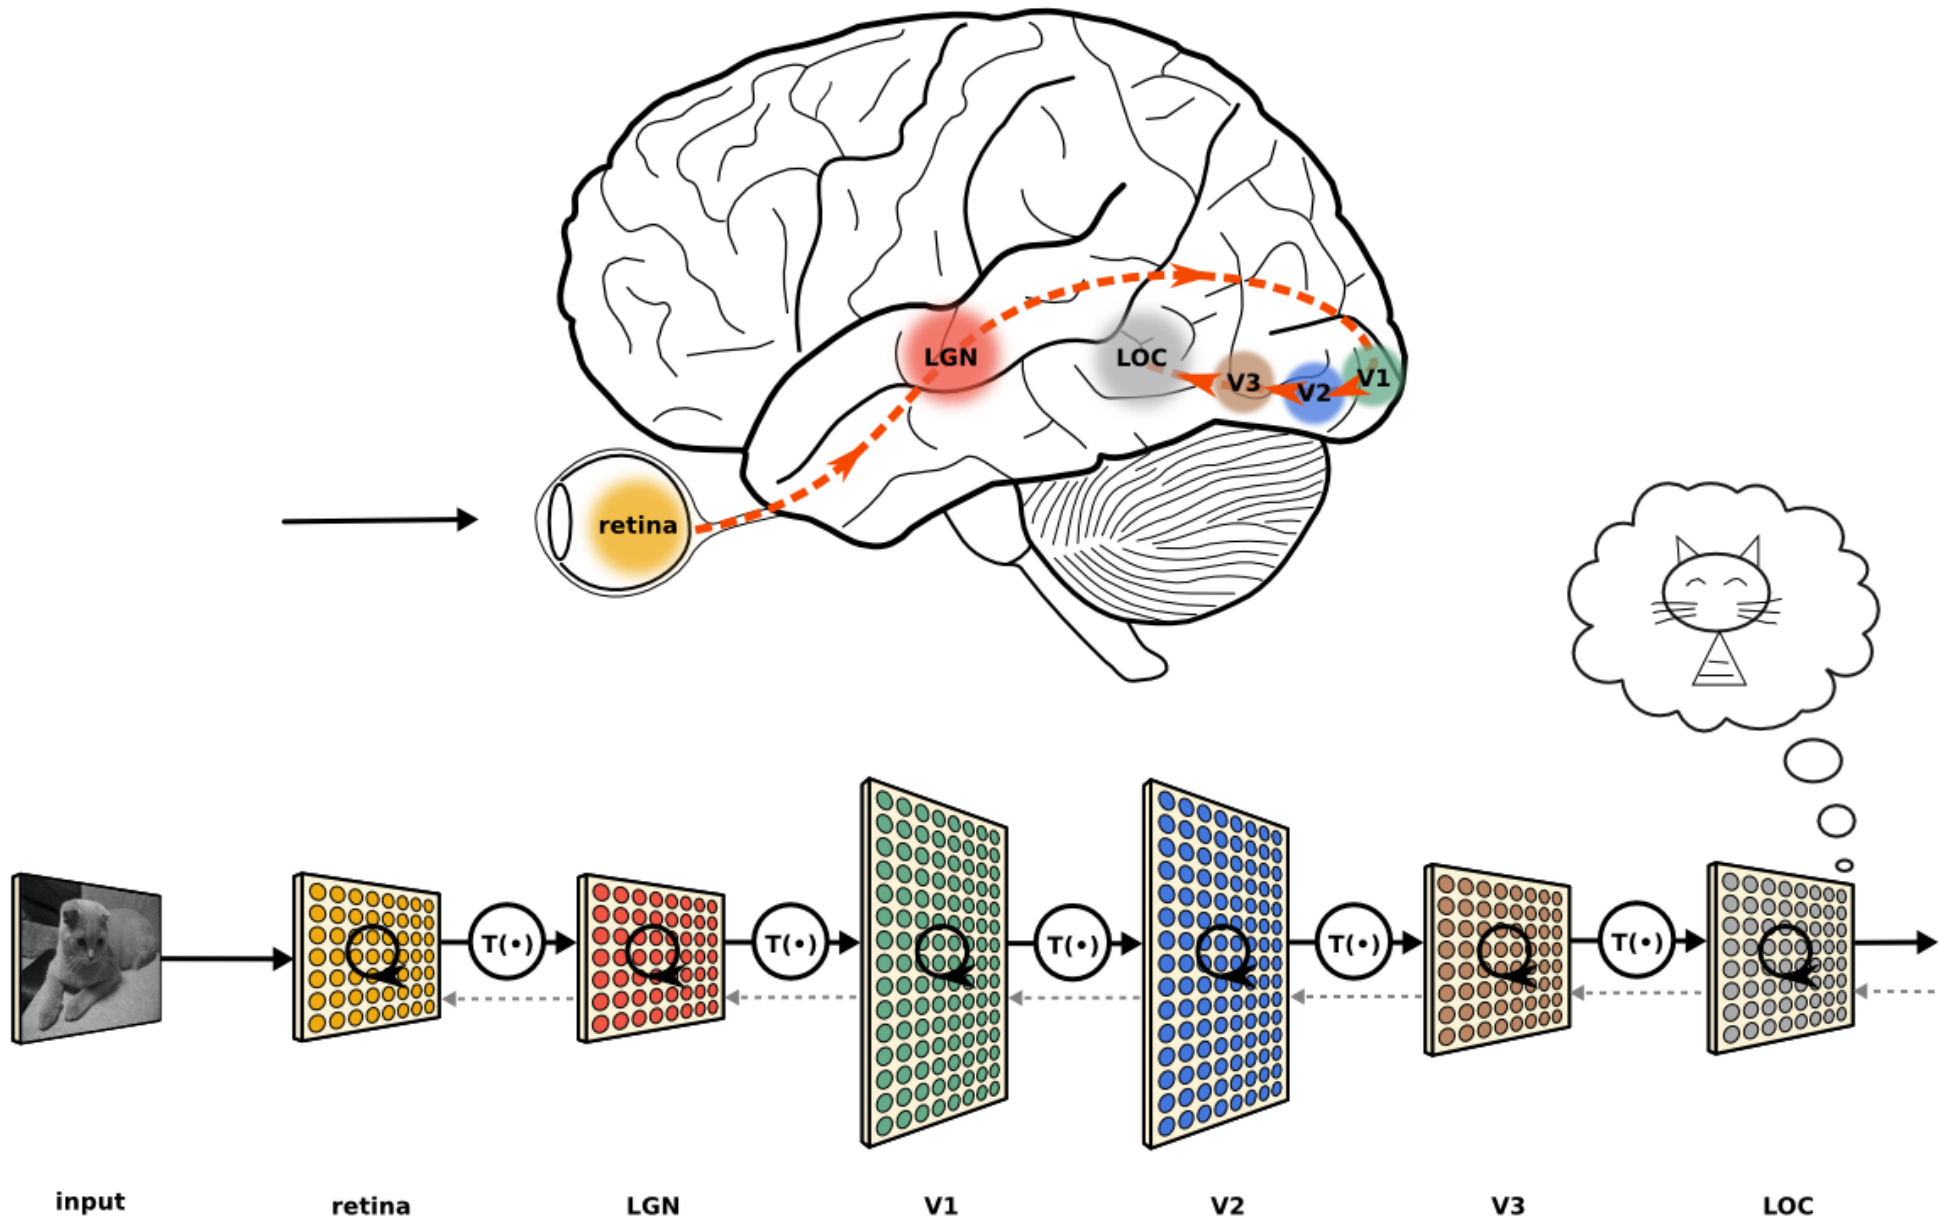 LGN
LOC
V3
V2
V1
retina
T(•)
T(•)
T(•)
T(•)
T(•)
input
retina
LGN
V1
V2
V3
LOC